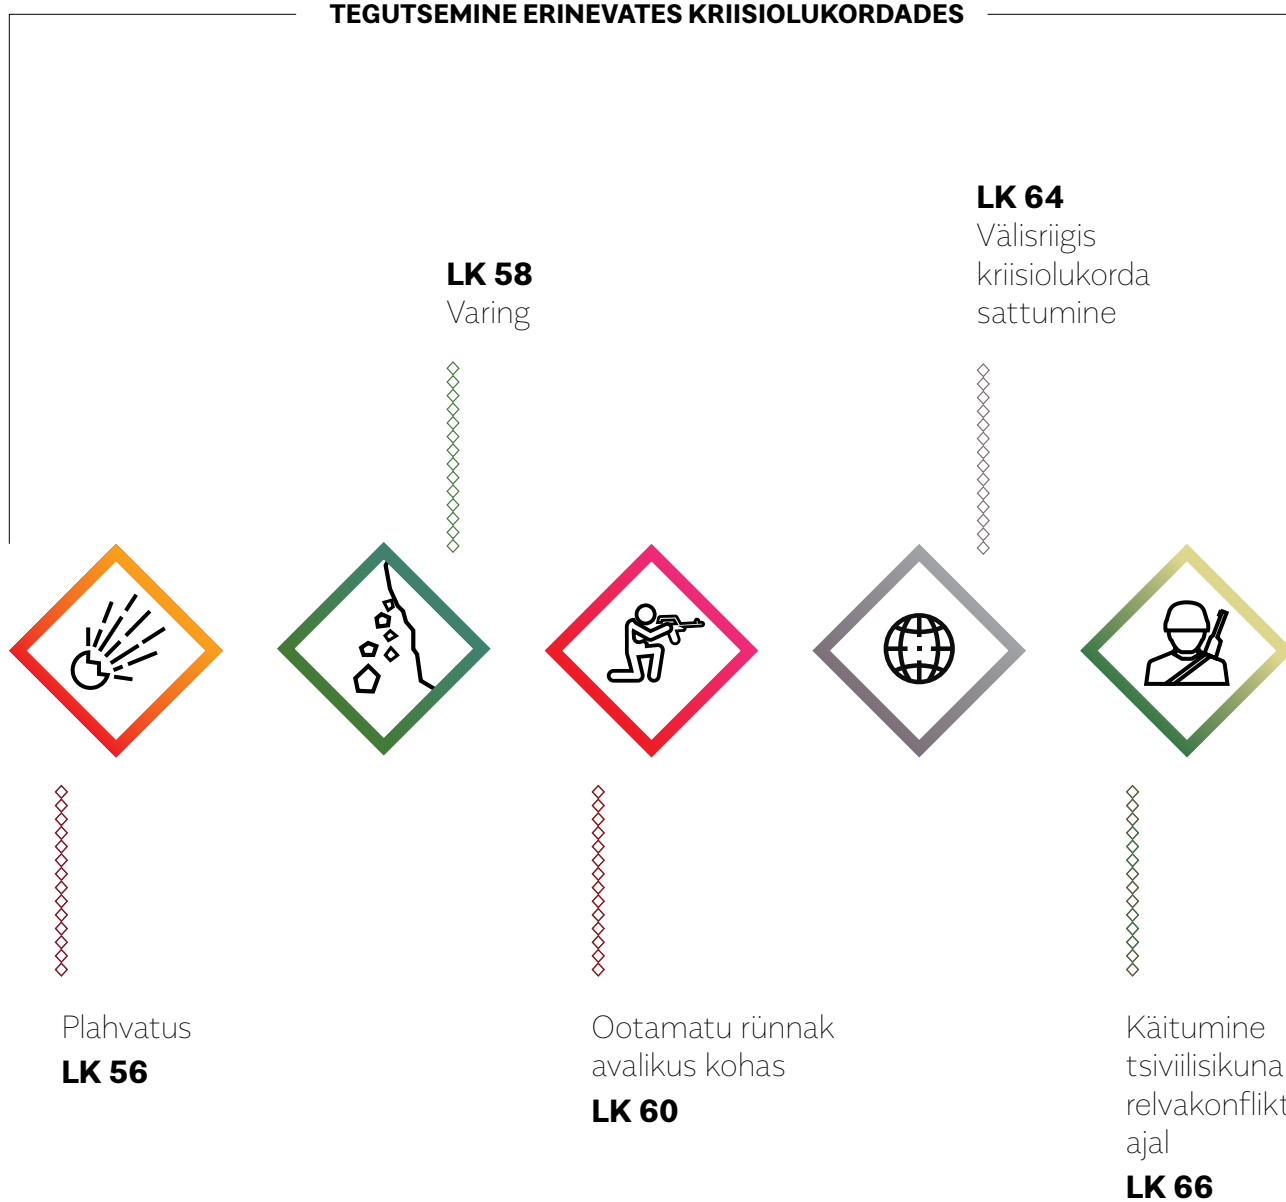 TEGUTSEMINE ERINEVATES KRIISIOLUKORDADES
LK 64
Välisriigis
kriisiolukorda
sattumine
LK 58
Varing
Plahvatus
LK 56
Ootamatu rünnak
avalikus kohas
LK 60
Käitumine
tsiviilisikuna
relvakonflikt
ajal
LK 66